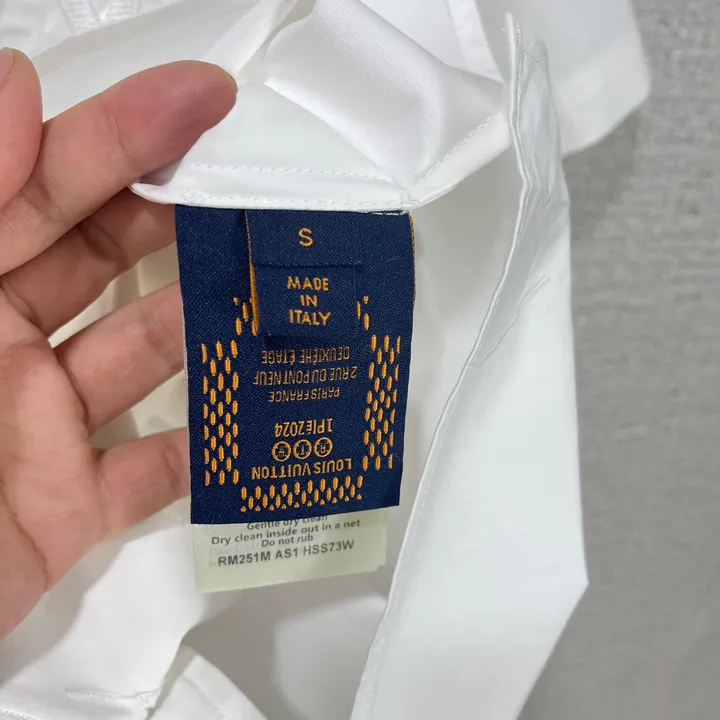 S
MADE
IN
ITALY
LOUIS VUITTON
1PIÉ2024
PARIS FRANCE
2 RUE DU PONT NEUF
DEUXIÈME ÉTAGE
Gentle dry clean
Dry clean inside out in a net
Do not rub
RM251M AS1 HSS73W